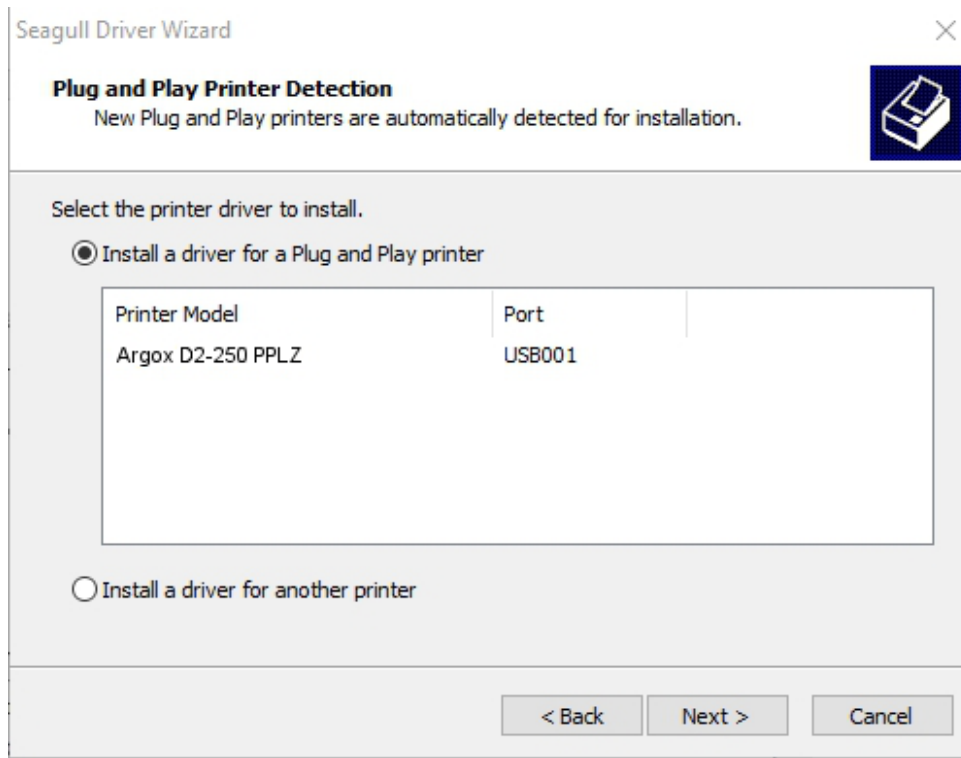 Seagull Driver Wizard
Plug and Play Printer Detection
New Plug and Play printers are automatically detected for installation.
Select the printer driver to install.
Install a driver for a Plug and Play printer
Printer Model Port
Argox D2-250 PPLZ USB001
Install a driver for another printer
< Back Next > Cancel